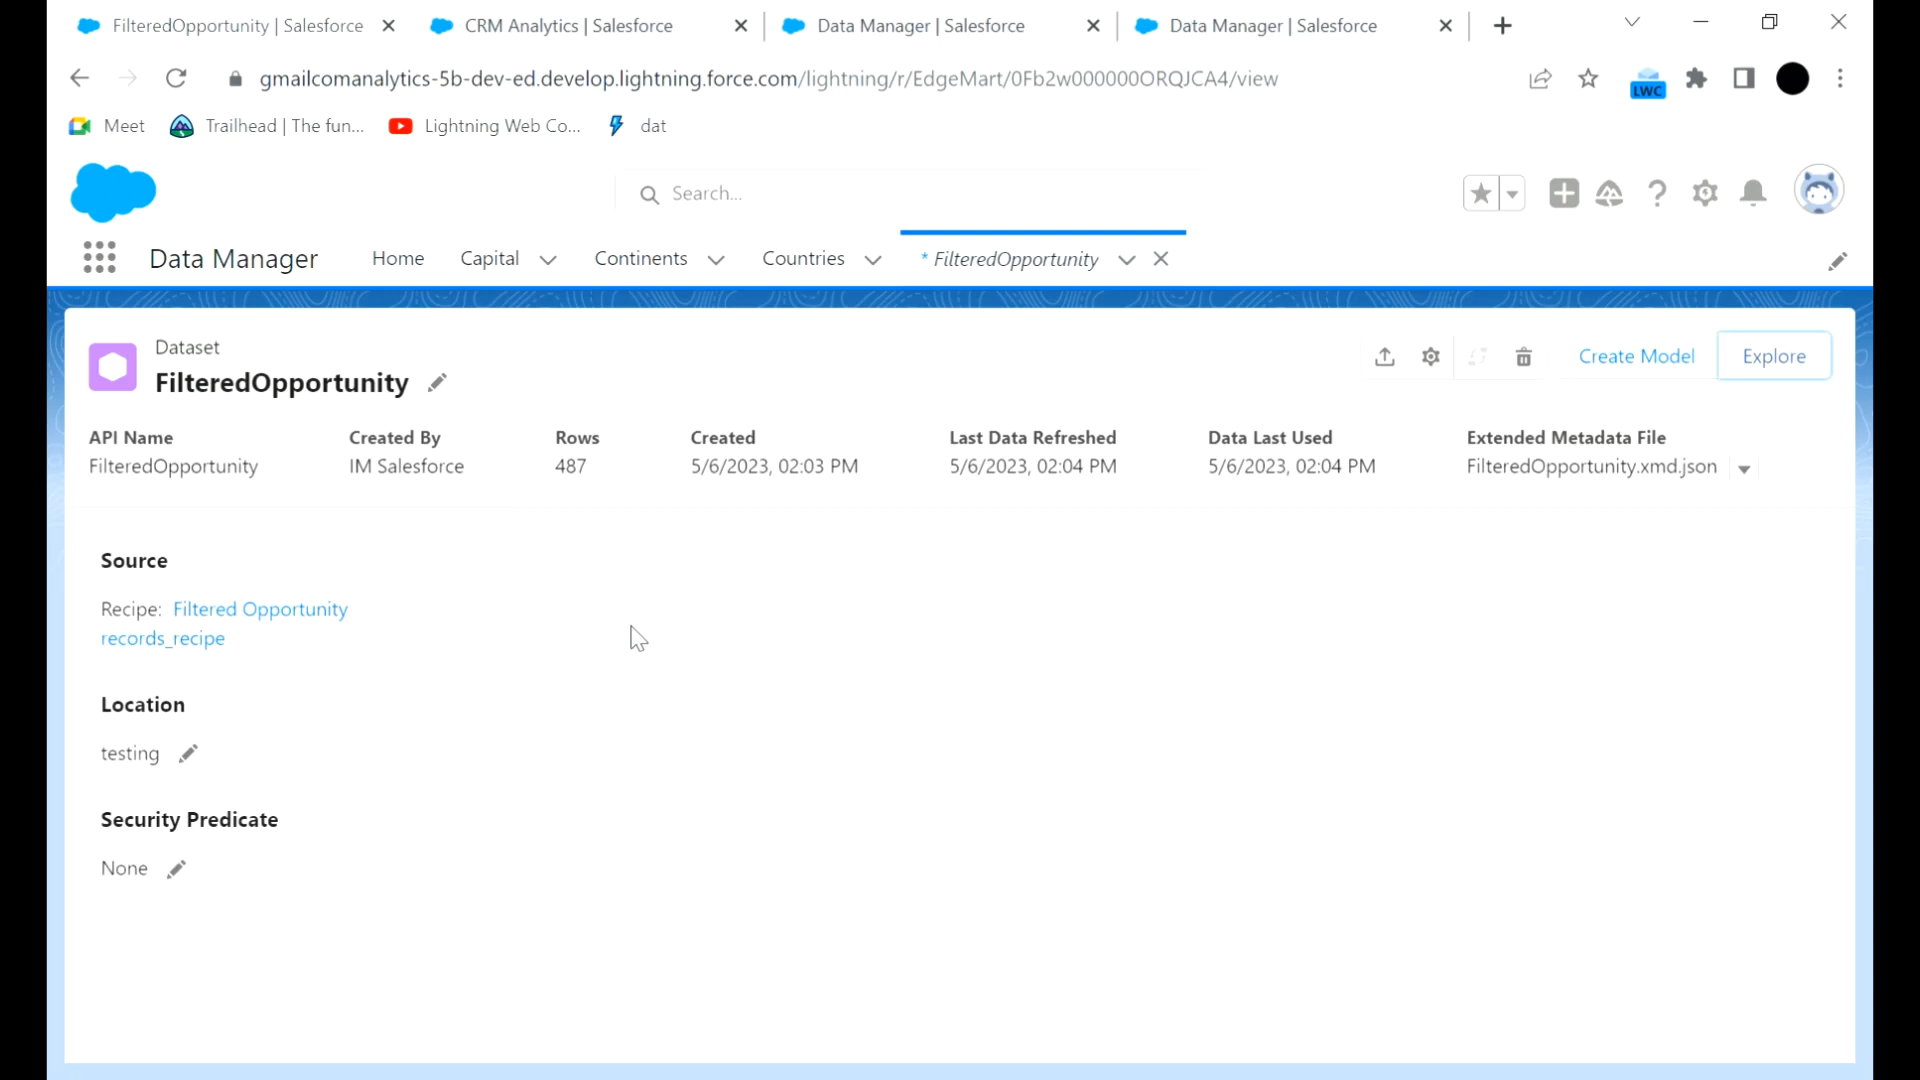 FilteredOpportunity | Salesforce
CRM Analytics | Salesforce
Data Manager | Salesforce
Data Manager | Salesforce
gmailcomanalytics-5b-dev-ed.develop.lightning.force.com/lightning/r/EdgeMart/0Fb2w000000ORQJCA4/view
LWC
Meet
Trailhead | The fun...
Lightning Web Co...
dat
Search...
Data Manager
Home
Capital
Continents
Countries
* FilteredOpportunity
Dataset
FilteredOpportunity
Create Model
Explore
API Name
Created By
Rows
Created
Last Data Refreshed
Data Last Used
Extended Metadata File
FilteredOpportunity
IM Salesforce
487
5/6/2023, 02:03 PM
5/6/2023, 02:04 PM
5/6/2023, 02:04 PM
FilteredOpportunity.xmd.json
Source
Recipe: Filtered Opportunity
records_recipe
Location
testing
Security Predicate
None